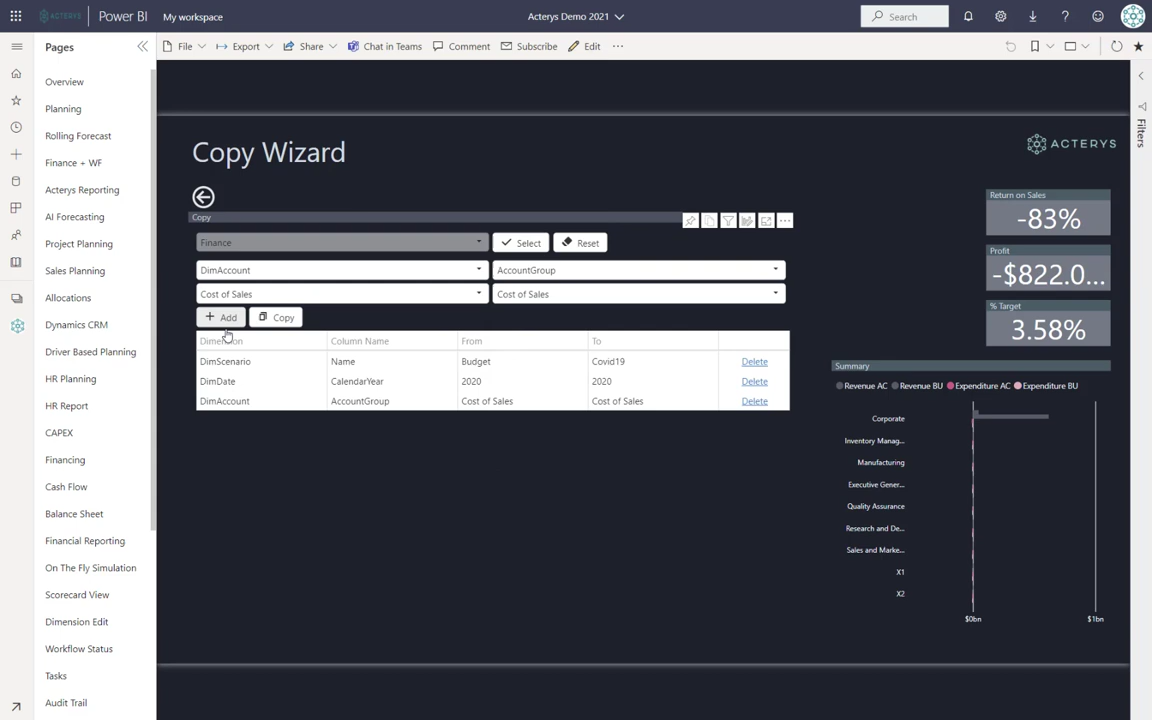 ACTERYS
Power BI
My workspace
Acterys Demo 2021
Search
Pages
File
Export
Share
Chat in Teams
Comment
Subscribe
Edit
Overview
Planning
Rolling Forecast
Finance + WF
Acterys Reporting
AI Forecasting
Project Planning
Sales Planning
Allocations
Dynamics CRM
Driver Based Planning
HR Planning
HR Report
CAPEX
Financing
Cash Flow
Balance Sheet
Financial Reporting
On The Fly Simulation
Scorecard View
Dimension Edit
Workflow Status
Tasks
Audit Trail
Copy Wizard
ACTERYS
Copy
Finance
Select
Reset
DimAccount
AccountGroup
Cost of Sales
Cost of Sales
Add
Copy
Dimension Column Name From To
DimScenario Name Budget Covid19 Delete
DimDate CalendarYear 2020 2020 Delete
DimAccount AccountGroup Cost of Sales Cost of Sales Delete
Return on Sales
-83%
Profit
-$822.0...
% Target
3.58%
Summary
Revenue AC Revenue BU Expenditure AC Expenditure BU
Corporate
Inventory Manag...
Manufacturing
Executive Gener...
Quality Assurance
Research and De...
Sales and Marke...
X1
X2
$0bn $1bn
Filters